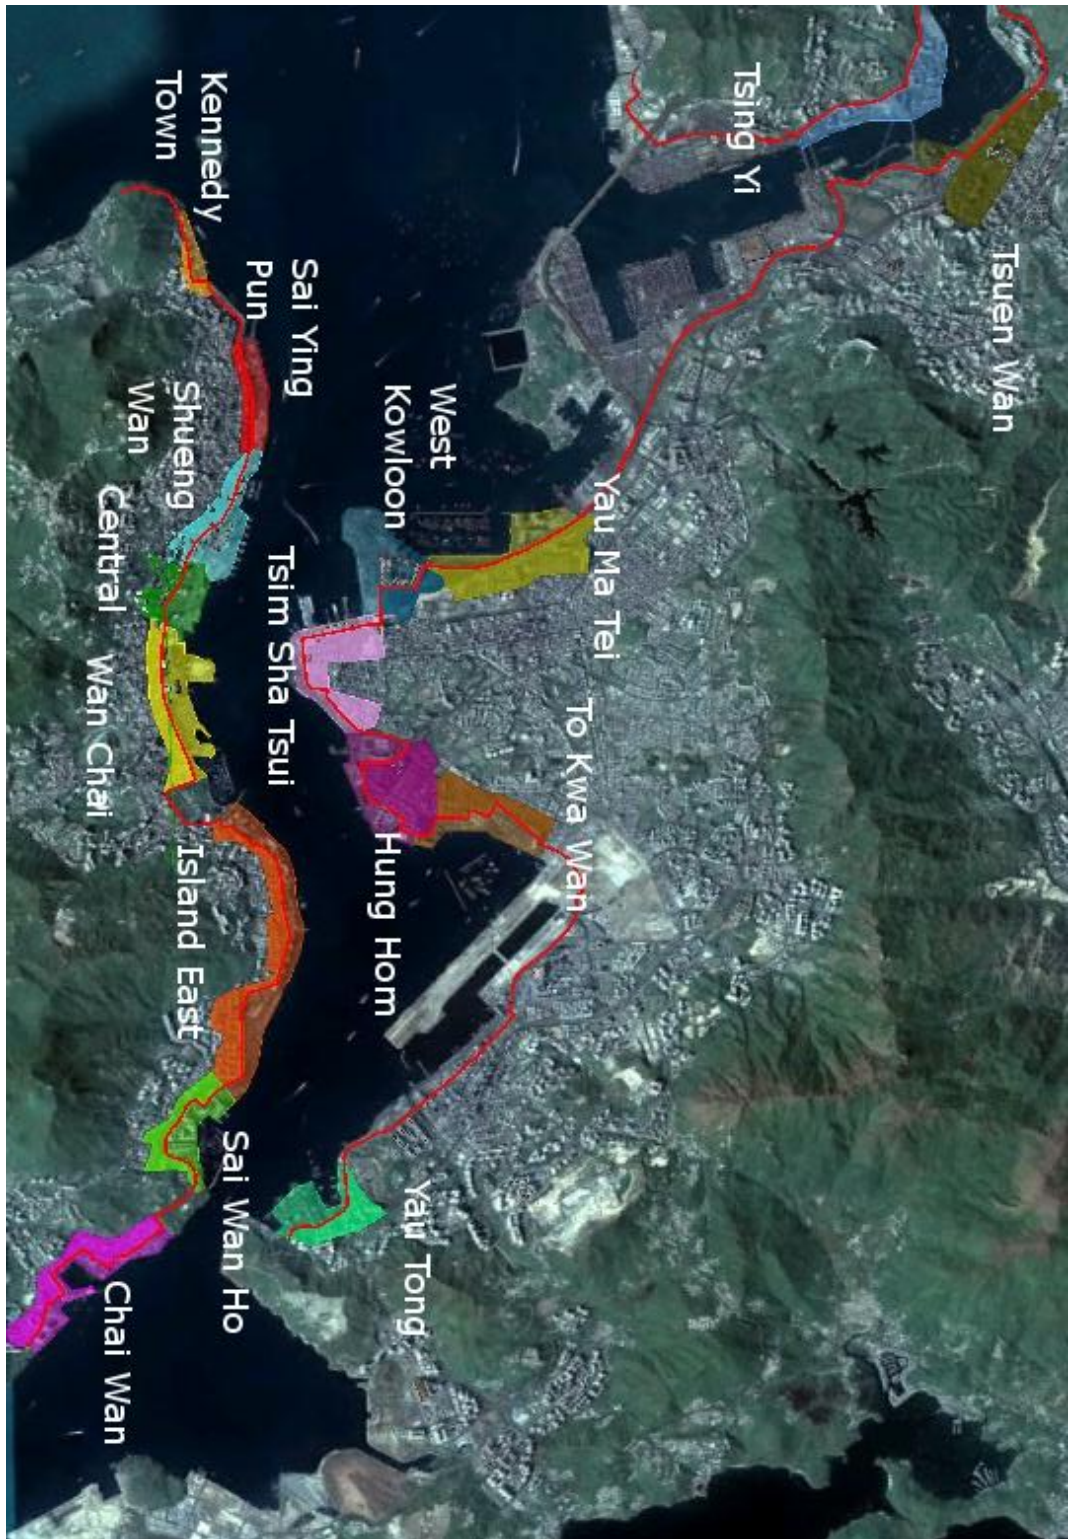 Tsuen Wan
Tsing Yi
Yau Ma Tei
To Kwa Wan
West
Kowloon
Yau Tong
Hung Hom
Sai Ying
Pun
Tsim Sha Tsui
Sai Wan Ho
Kennedy
Town
Shueng
Wan
Island East
Central
Wan Chai
Chai Wan